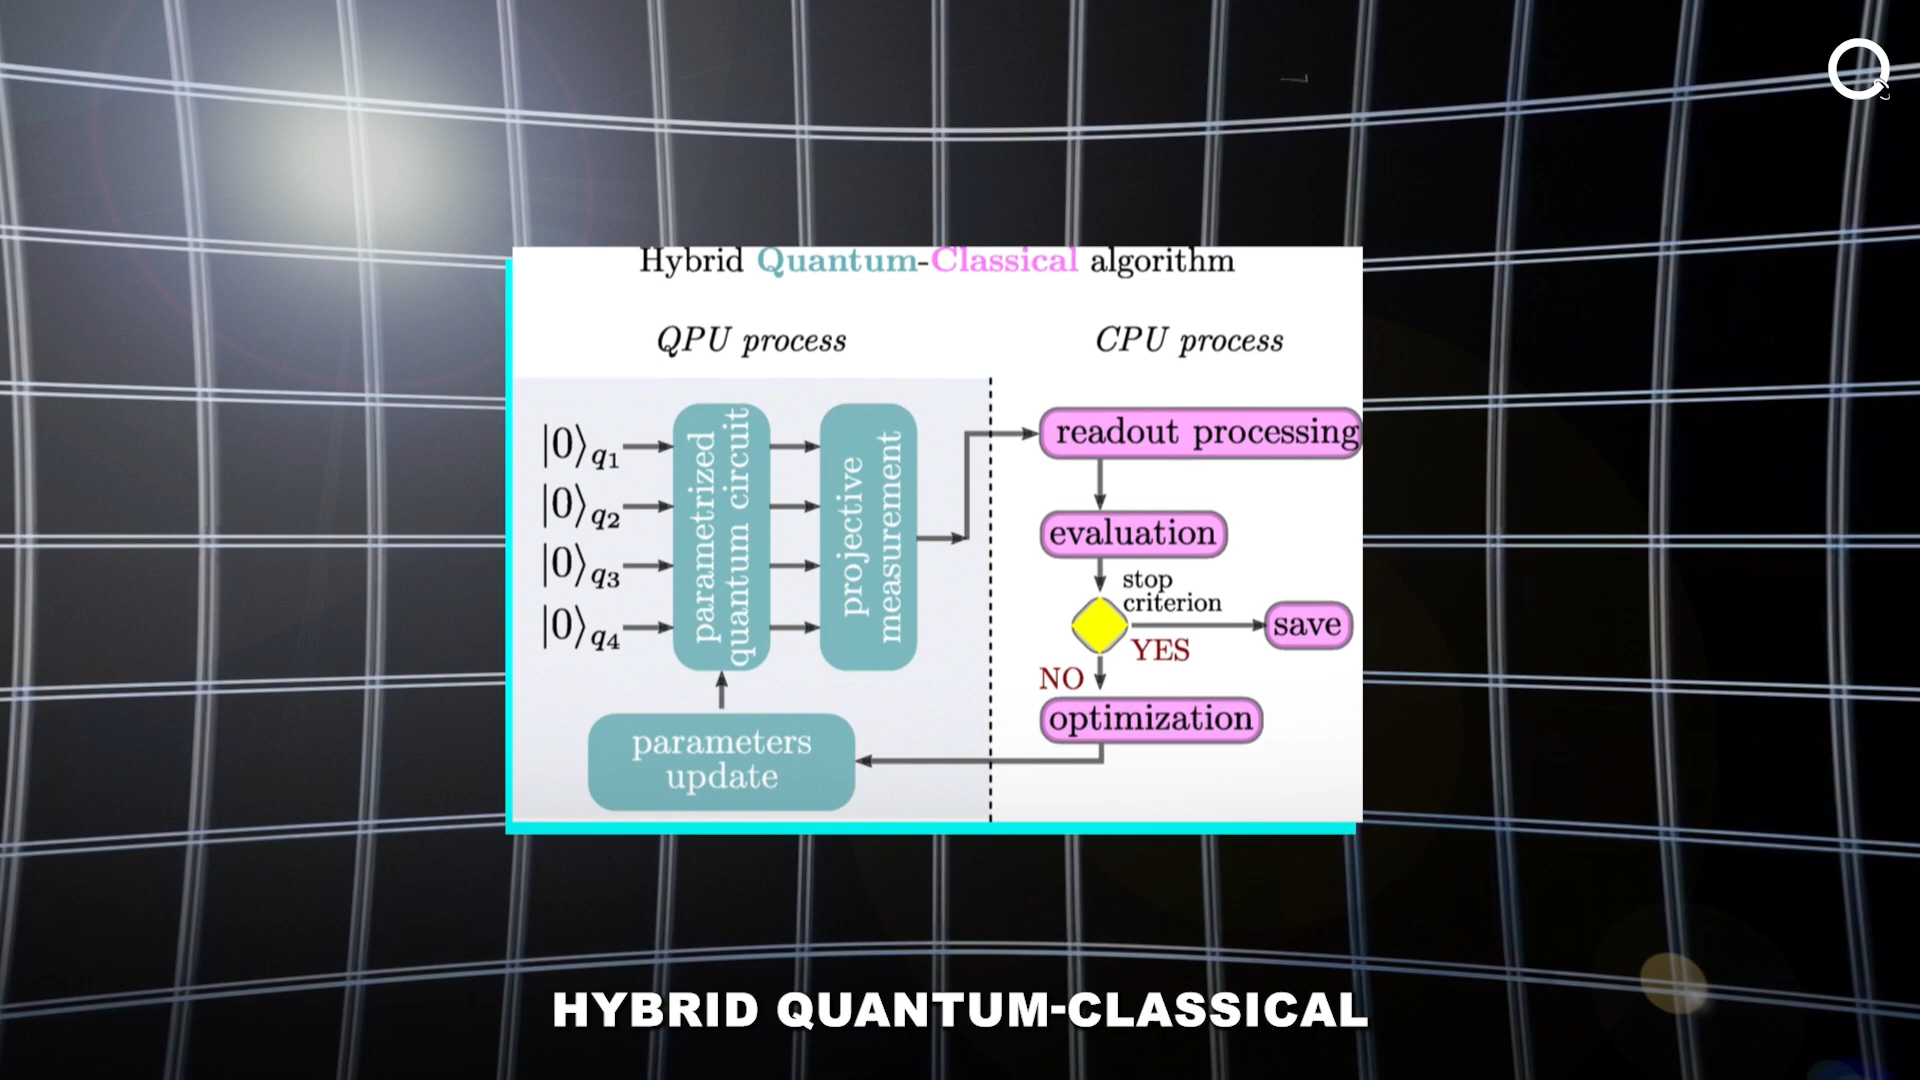 Hybrid Quantum-Classical algorithm
QPU process
CPU process
|0⟩q1
|0⟩q2
|0⟩q3
|0⟩q4
parametrized
quantum circuit
projective
measurement
parameters
update
readout processing
evaluation
stop
criterion
YES
save
NO
optimization
HYBRID QUANTUM-CLASSICAL